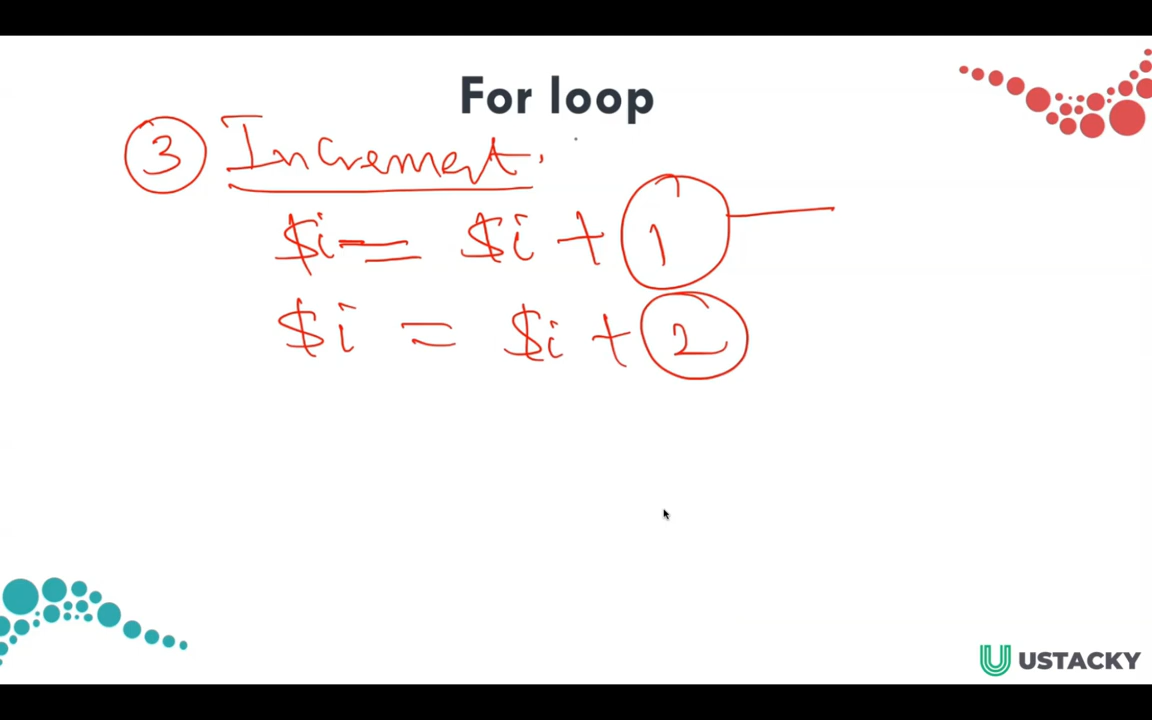 For loop
3 Increment.
$i = $i + 1
$i = $i + 2
USTACKY